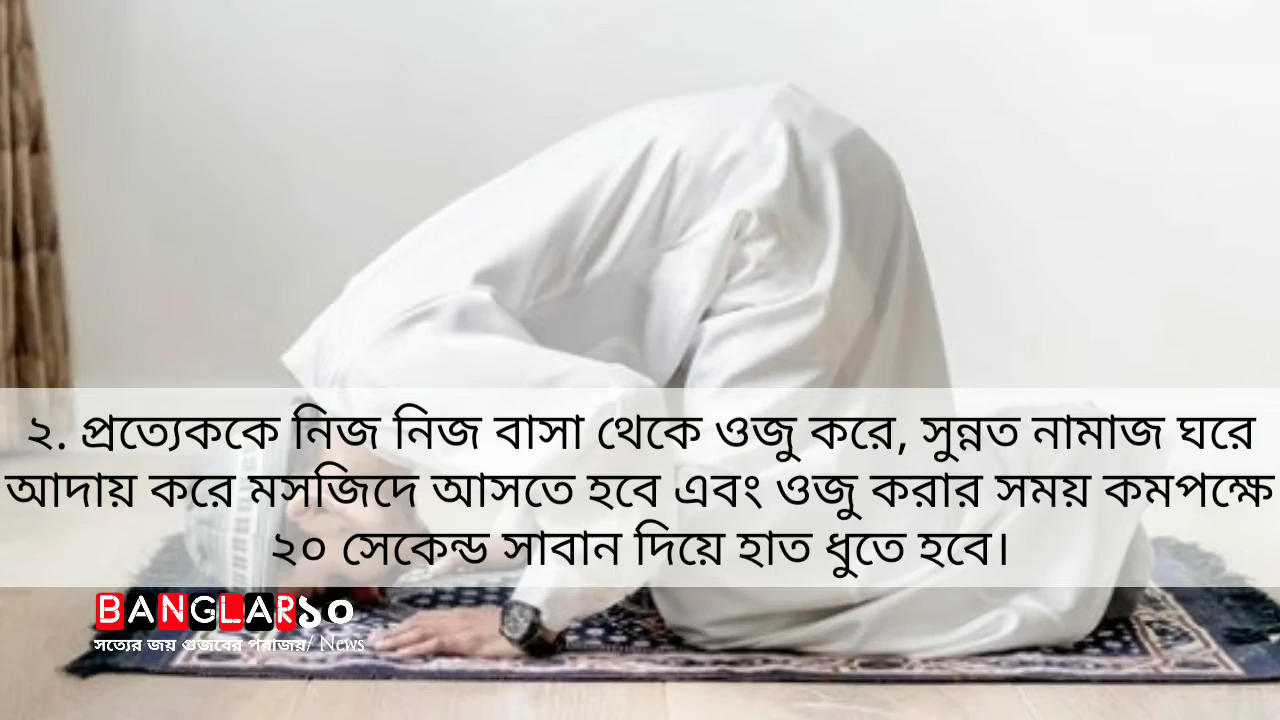 ২. প্রত্যেককে নিজ নিজ বাসা থেকে ওজু করে, সুন্নত নামাজ ঘরে
আদায় করে মসজিদে আসতে হবে এবং ওজু করার সময় কমপক্ষে
২০ সেকেন্ড সাবান দিয়ে হাত ধুতে হবে।
BANGLAR১০
সত্যের জয় গুজবের পরাজয়/ News